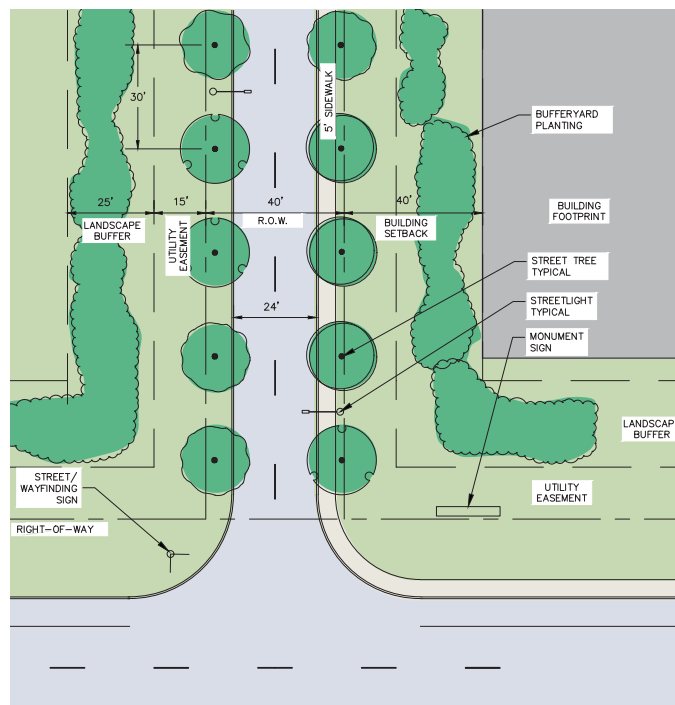 5' SIDEWALK
30'
BUFFERYARD
PLANTING
25'
15'
40'
40'
LANDSCAPE
BUFFER
UTILITY
EASEMENT
R.O.W.
BUILDING
SETBACK
BUILDING
FOOTPRINT
STREET TREE
TYPICAL
24'
STREETLIGHT
TYPICAL
MONUMENT
SIGN
LANDSCAP
BUFFER
STREET/
WAYFINDING
SIGN
UTILITY
EASEMENT
RIGHT-OF-WAY